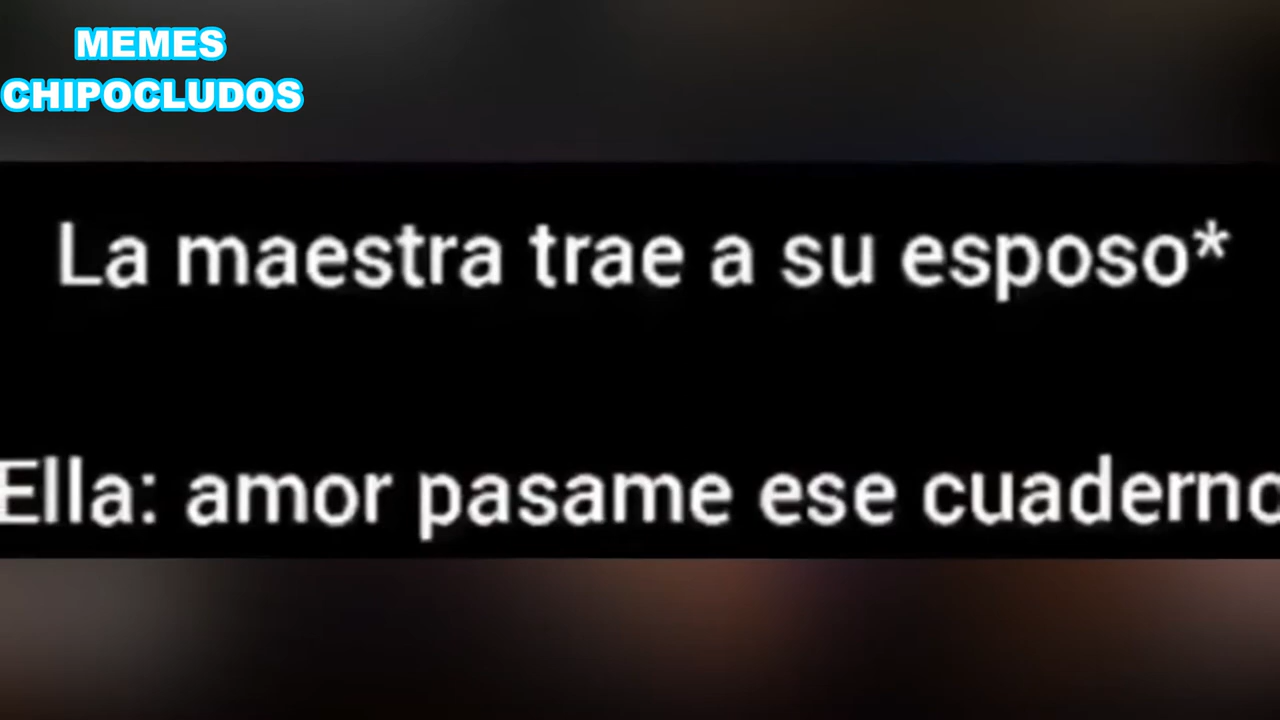 MEMES
CHIPOCLUDOS
La maestra trae a su esposo*
Ella: amor pasame ese cuaderno